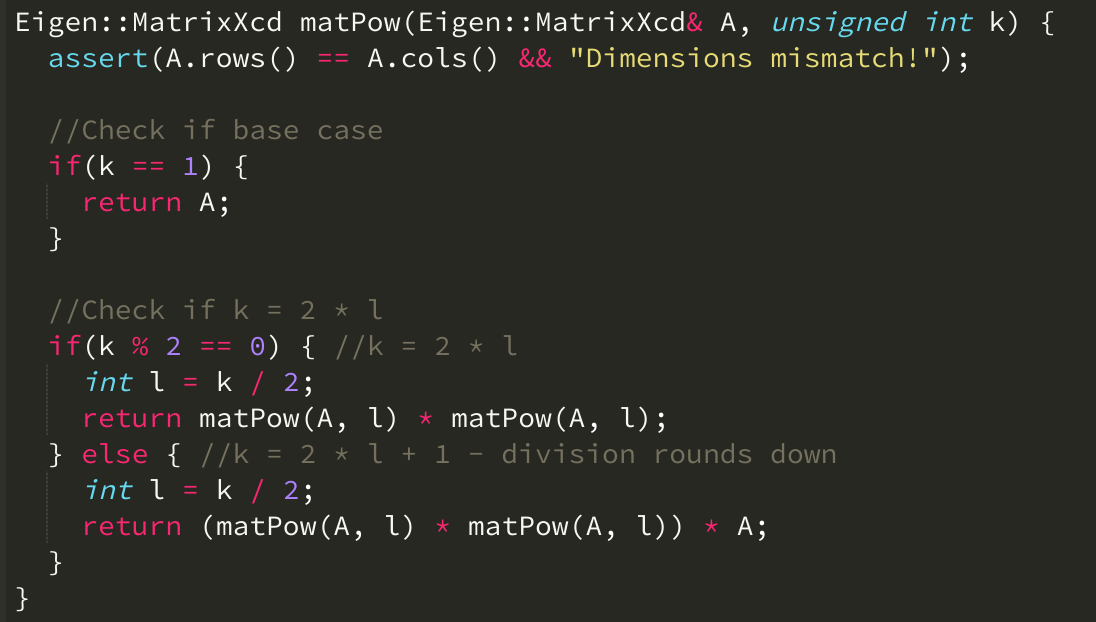 Eigen::MatrixXcd matPow(Eigen::MatrixXcd& A, unsigned int k) {
  assert(A.rows() == A.cols() && "Dimensions mismatch!");

  //Check if base case
  if(k == 1) {
    return A;
  }

  //Check if k = 2 * l
  if(k % 2 == 0) { //k = 2 * l
    int l = k / 2;
    return matPow(A, l) * matPow(A, l);
  } else { //k = 2 * l + 1 - division rounds down
    int l = k / 2;
    return (matPow(A, l) * matPow(A, l)) * A;
  }
}